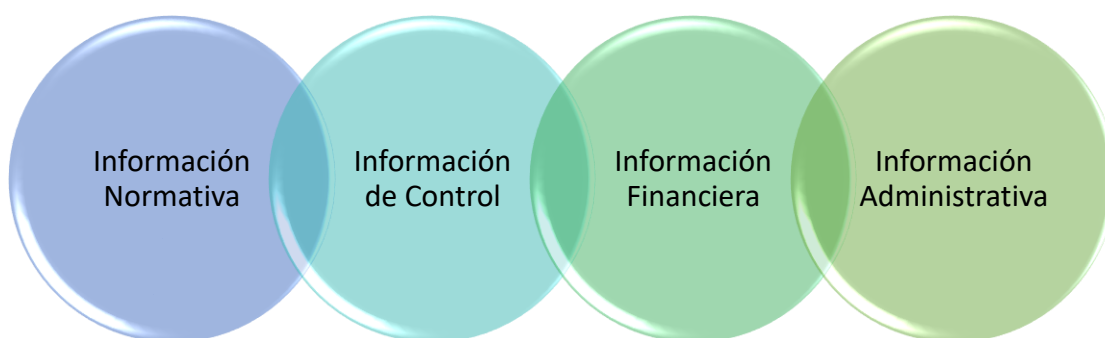 Información
Normativa
Información
de Control
Información
Financiera
Información
Administrativa